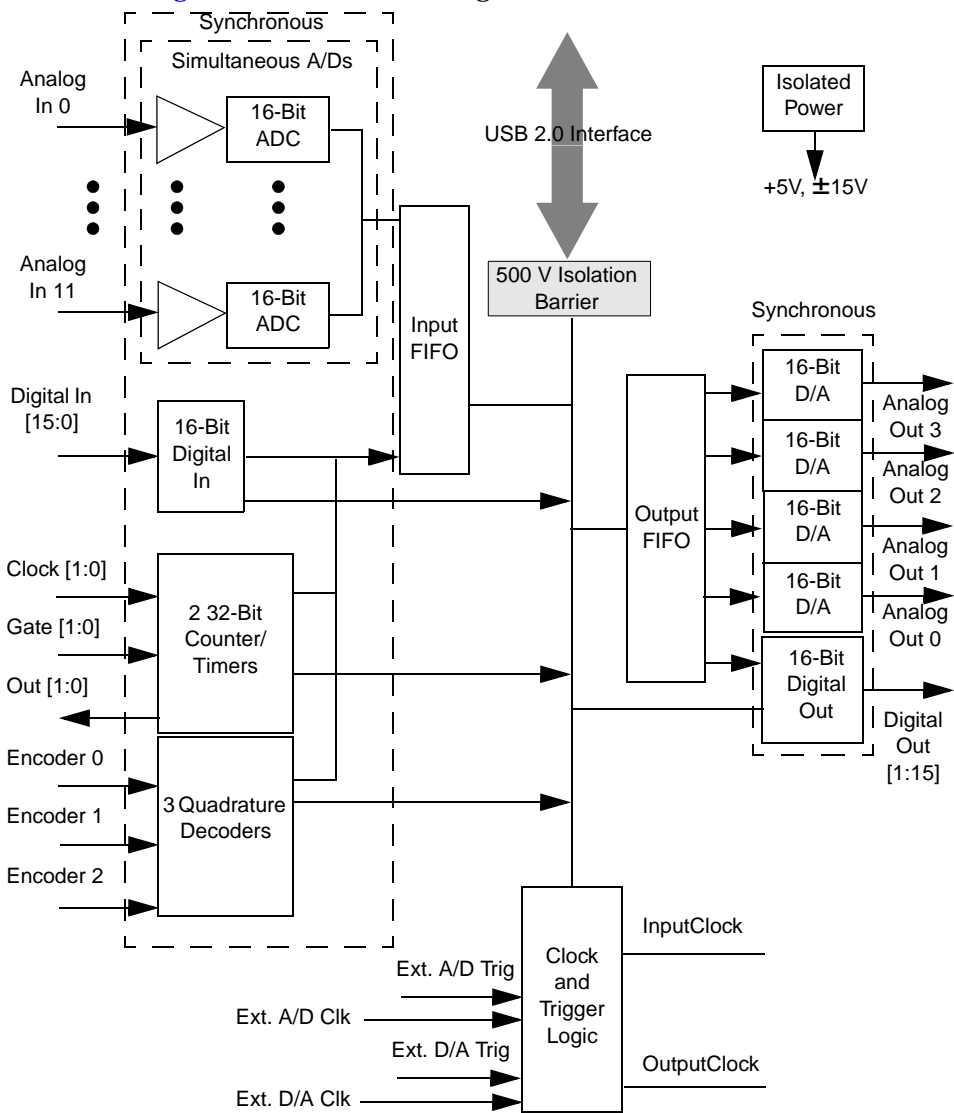 Synchronous
Simultaneous A/Ds
Analog
In 0
16-Bit
ADC
Analog
In 11
16-Bit
ADC
Input
FIFO
USB 2.0 Interface
500 V Isolation
Barrier
Isolated
Power
+5V, ±15V
Digital In
[15:0]
16-Bit
Digital
In
Clock [1:0]
Gate [1:0]
Out [1:0]
2 32-Bit
Counter/
Timers
Encoder 0
Encoder 1
Encoder 2
3 Quadrature
Decoders
Output
FIFO
Synchronous
16-Bit
D/A
Analog
Out 3
16-Bit
D/A
Analog
Out 2
16-Bit
D/A
Analog
Out 1
16-Bit
D/A
Analog
Out 0
16-Bit
Digital
Out
Digital
Out
[1:15]
Ext. A/D Trig
Ext. A/D Clk
Ext. D/A Trig
Ext. D/A Clk
Clock
and
Trigger
Logic
InputClock
OutputClock